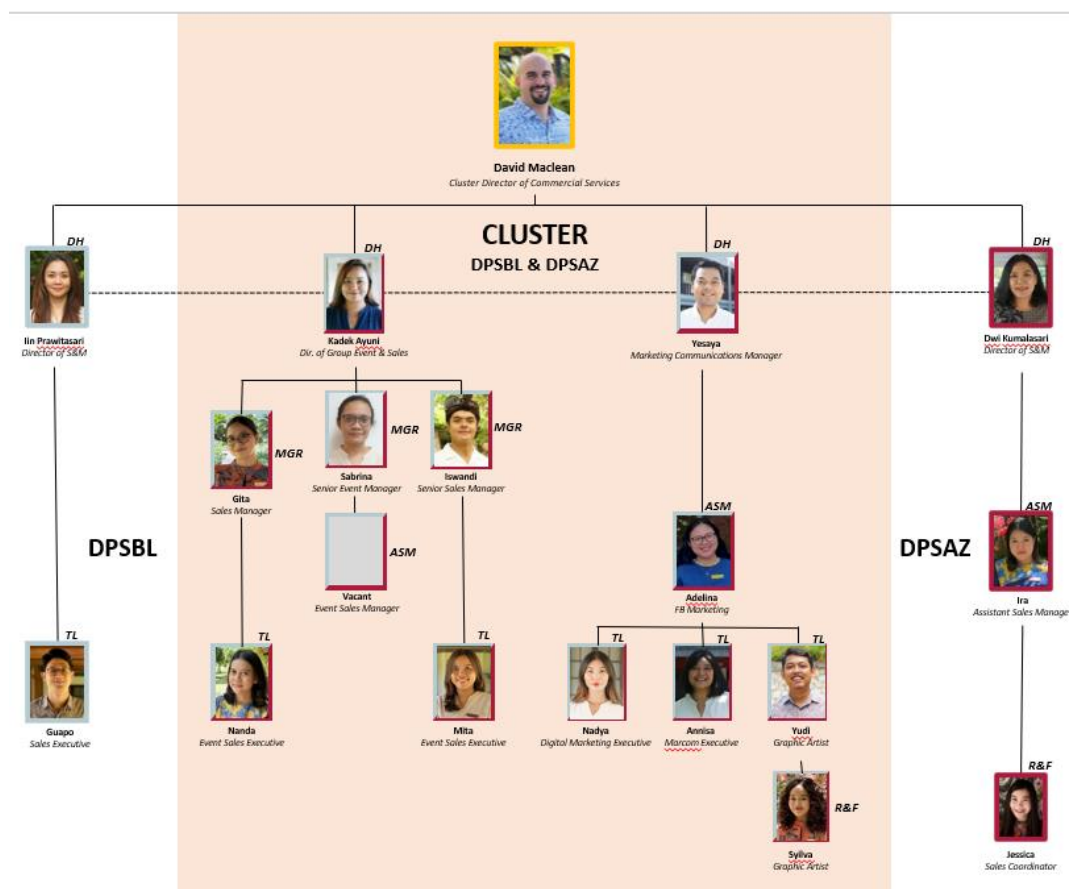 David Maclean
Cluster Director of Commercial Services
CLUSTER
DPSBL & DPSAZ
DH
DH
DH
DH
Iin Prawitasari
Director of S&M
Kadek Ayuni
Dir. of Group Event & Sales
Yesaya
Marketing Communications Manager
Dwi Kumalasari
Director of S&M
MGR
MGR
MGR
Gita
Sales Manager
Sabrina
Senior Event Manager
Iswandi
Senior Sales Manager
DPSBL
ASM
Vacant
Event Sales Manager
ASM
Adelina
FB Marketing
DPSAZ
ASM
Ira
Assistant Sales Manage
TL
Guapo
Sales Executive
TL
Nanda
Event Sales Executive
TL
Mita
Event Sales Executive
TL
Nadya
Digital Marketing Executive
TL
Annisa
Marcom Executive
TL
Yudi
Graphic Artist
R&F
Syilva
Graphic Artist
R&F
Jessica
Sales Coordinator